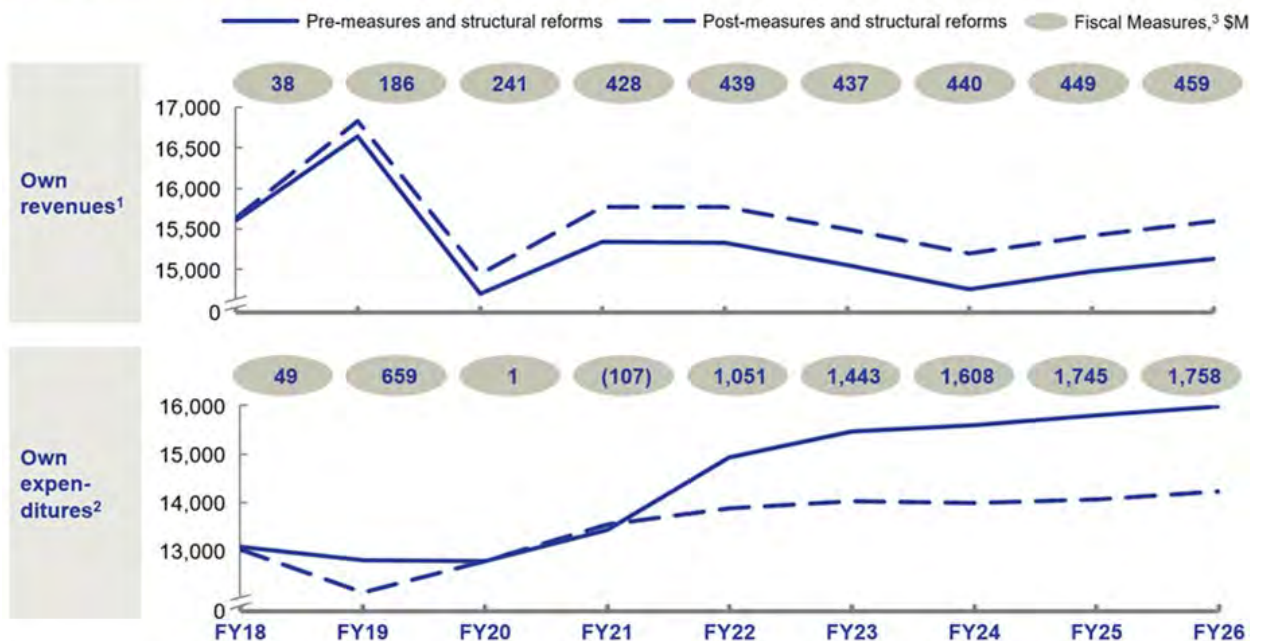 Pre-measures and structural reforms Post-measures and structural reforms Fiscal Measures,³ $M
38 186 241 428 439 437 440 449 459
Own
revenues¹
17,000
16,500
16,000
15,500
15,000
0
49 659 1 (107) 1,051 1,443 1,608 1,745 1,758
Own
expen-
ditures²
16,000
15,000
14,000
13,000
0
FY18 FY19 FY20 FY21 FY22 FY23 FY24 FY25 FY26